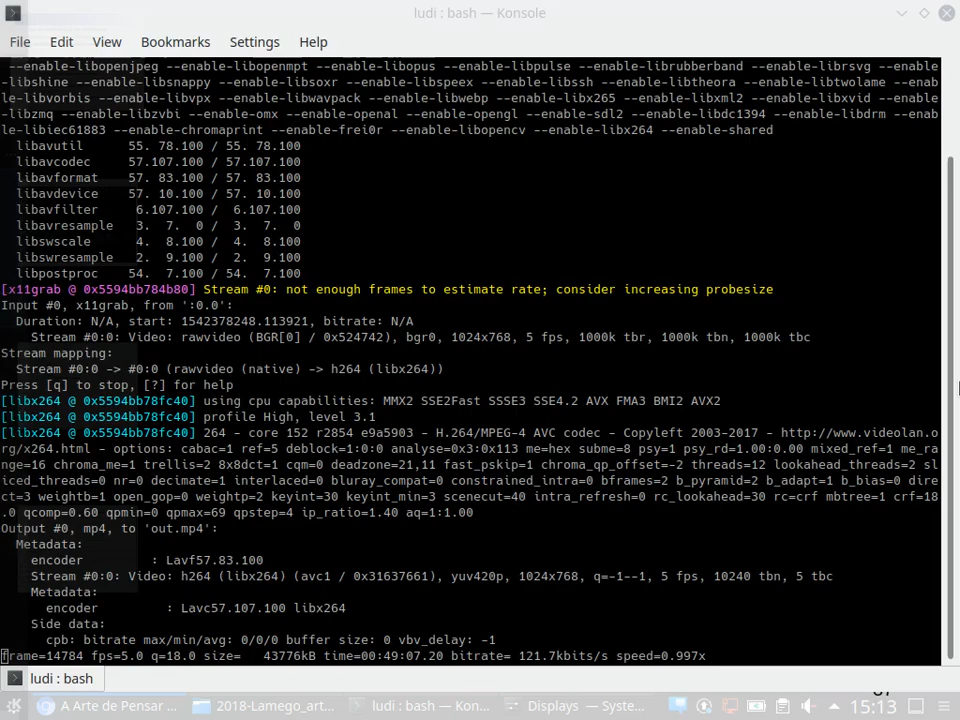 ludi : bash — Konsole
File Edit View Bookmarks Settings Help
--enable-libopenjpeg --enable-libopenmpt --enable-libopus --enable-libpulse --enable-librubberband --enable-librsvg --enable
-libshine --enable-libsnappy --enable-libsoxr --enable-libspeex --enable-libssh --enable-libtheora --enable-libtwolame --enab
le-libvorbis --enable-libvpx --enable-libwavpack --enable-libwebp --enable-libx265 --enable-libxml2 --enable-libxvid --enable
-libzmq --enable-libzvbi --enable-omx --enable-openal --enable-opengl --enable-sdl2 --enable-libdc1394 --enable-libdrm --enab
le-libiec61883 --enable-chromaprint --enable-frei0r --enable-libopencv --enable-libx264 --enable-shared
libavutil 55. 78.100 / 55. 78.100
libavcodec 57.107.100 / 57.107.100
libavformat 57. 83.100 / 57. 83.100
libavdevice 57. 10.100 / 57. 10.100
libavfilter 6.107.100 / 6.107.100
libavresample 3. 7. 0 / 3. 7. 0
libswscale 4. 8.100 / 4. 8.100
libswresample 2. 9.100 / 2. 9.100
libpostproc 54. 7.100 / 54. 7.100
[x11grab @ 0x5594bb784b80] Stream #0: not enough frames to estimate rate; consider increasing probesize
Input #0, x11grab, from ':0.0':
Duration: N/A, start: 1542378248.113921, bitrate: N/A
Stream #0:0: Video: rawvideo (BGR[0] / 0x524742), bgr0, 1024x768, 5 fps, 1000k tbr, 1000k tbn, 1000k tbc
Stream mapping:
Stream #0:0 -> #0:0 (rawvideo (native) -> h264 (libx264))
Press [q] to stop, [?] for help
[libx264 @ 0x5594bb78fc40] using cpu capabilities: MMX2 SSE2Fast SSSE3 SSE4.2 AVX FMA3 BMI2 AVX2
[libx264 @ 0x5594bb78fc40] profile High, level 3.1
[libx264 @ 0x5594bb78fc40] 264 - core 152 r2854 e9a5903 - H.264/MPEG-4 AVC codec - Copyleft 2003-2017 - http://www.videolan.o
rg/x264.html - options: cabac=1 ref=5 deblock=1:0:0 analyse=0x3:0x113 me=hex subme=8 psy=1 psy_rd=1.00:0.00 mixed_ref=1 me_ra
nge=16 chroma_me=1 trellis=2 8x8dct=1 cqm=0 deadzone=21,11 fast_pskip=1 chroma_qp_offset=-2 threads=12 lookahead_threads=2 sl
iced_threads=0 nr=0 decimate=1 interlaced=0 bluray_compat=0 constrained_intra=0 bframes=2 b_pyramid=2 b_adapt=1 b_bias=0 dire
ct=3 weightb=1 open_gop=0 weightp=2 keyint=30 keyint_min=3 scenecut=40 intra_refresh=0 rc_lookahead=30 rc=crf mbtree=1 crf=18
.0 qcomp=0.60 qpmin=0 qpmax=69 qpstep=4 ip_ratio=1.40 aq=1:1.00
Output #0, mp4, to 'out.mp4':
Metadata:
encoder : Lavf57.83.100
Stream #0:0: Video: h264 (libx264) (avc1 / 0x31637661), yuv420p, 1024x768, q=-1--1, 5 fps, 10240 tbn, 5 tbc
Metadata:
encoder : Lavc57.107.100 libx264
Side data:
cpb: bitrate max/min/avg: 0/0/0 buffer size: 0 vbv_delay: -1
frame=14784 fps=5.0 q=18.0 size= 43776kB time=00:49:07.20 bitrate= 121.7kbits/s speed=0.997x
ludi : bash
A Arte de Pensar ... 2018-Lamego_art... ludi : bash — Kon... Displays — Syste... 15:13